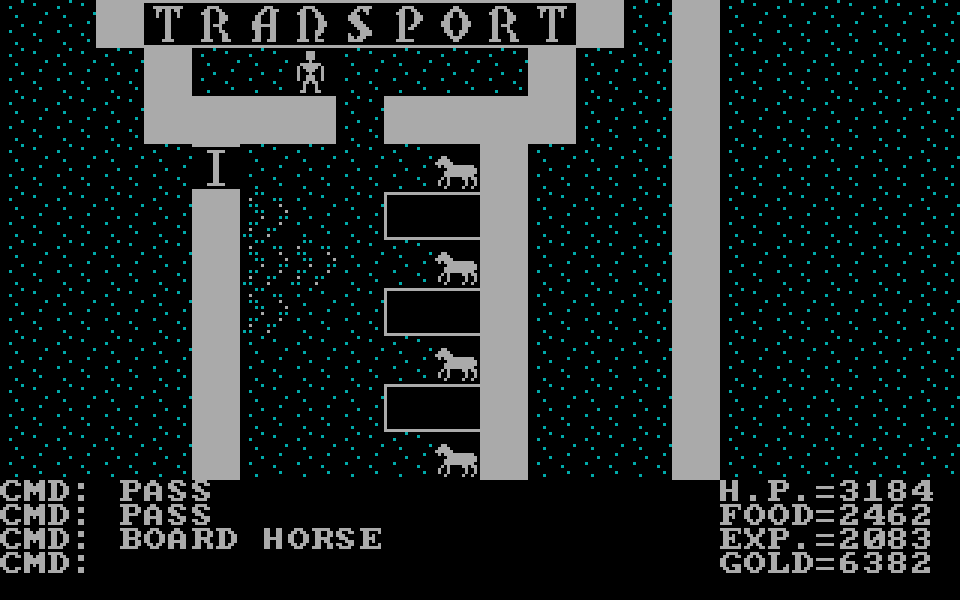 TRANSPORT
I
CMD: PASS
CMD: PASS
CMD: BOARD HORSE
CMD:
H.P.=3184
FOOD=2462
EXP.=2083
GOLD=6382